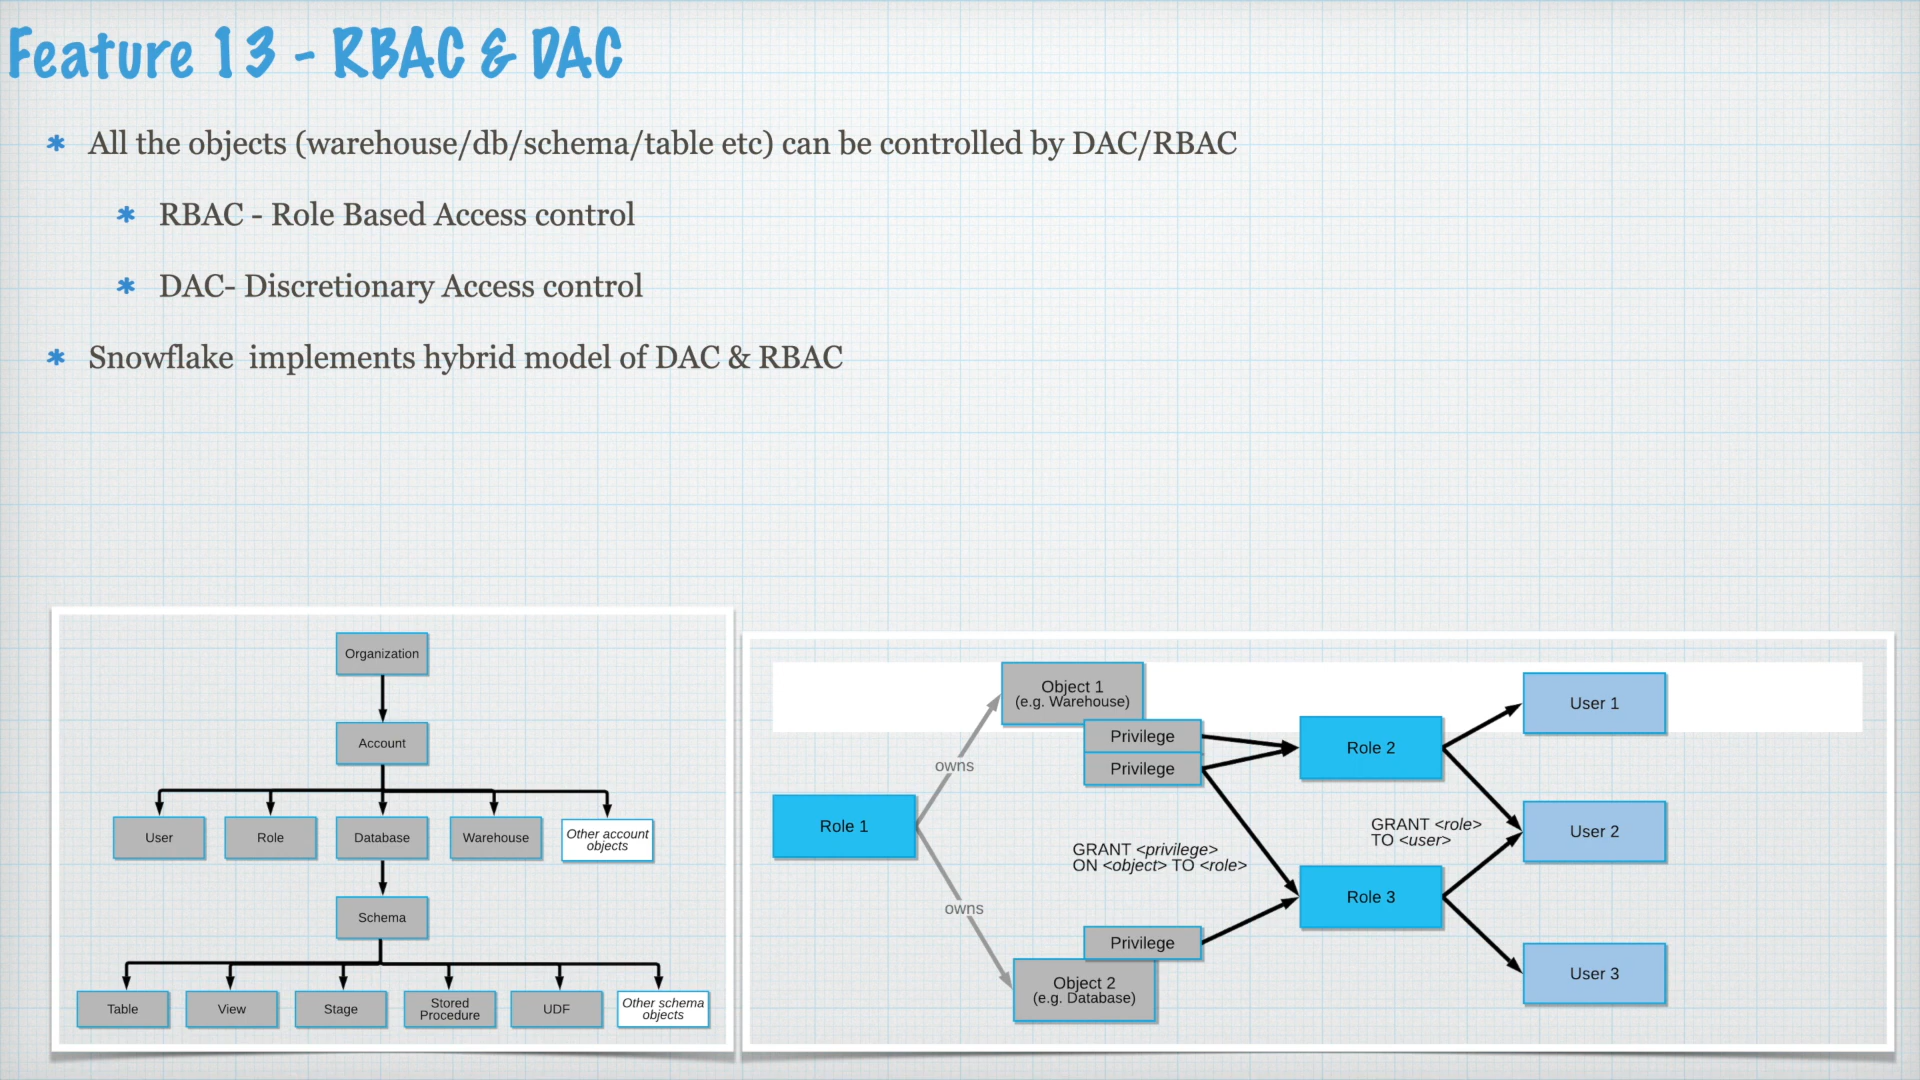 Feature 13 - RBAC & DAC
All the objects (warehouse/db/schema/table etc) can be controlled by DAC/RBAC
RBAC - Role Based Access control
DAC- Discretionary Access control
Snowflake  implements hybrid model of DAC & RBAC
Organization
Account
User
Role
Database
Warehouse
Other account
objects
Schema
Table
View
Stage
Stored
Procedure
UDF
Other schema
objects
Role 1
owns
owns
Object 1
(e.g. Warehouse)
Privilege
Privilege
GRANT <privilege>
ON <object> TO <role>
Privilege
Object 2
(e.g. Database)
Role 2
GRANT <role>
TO <user>
Role 3
User 1
User 2
User 3